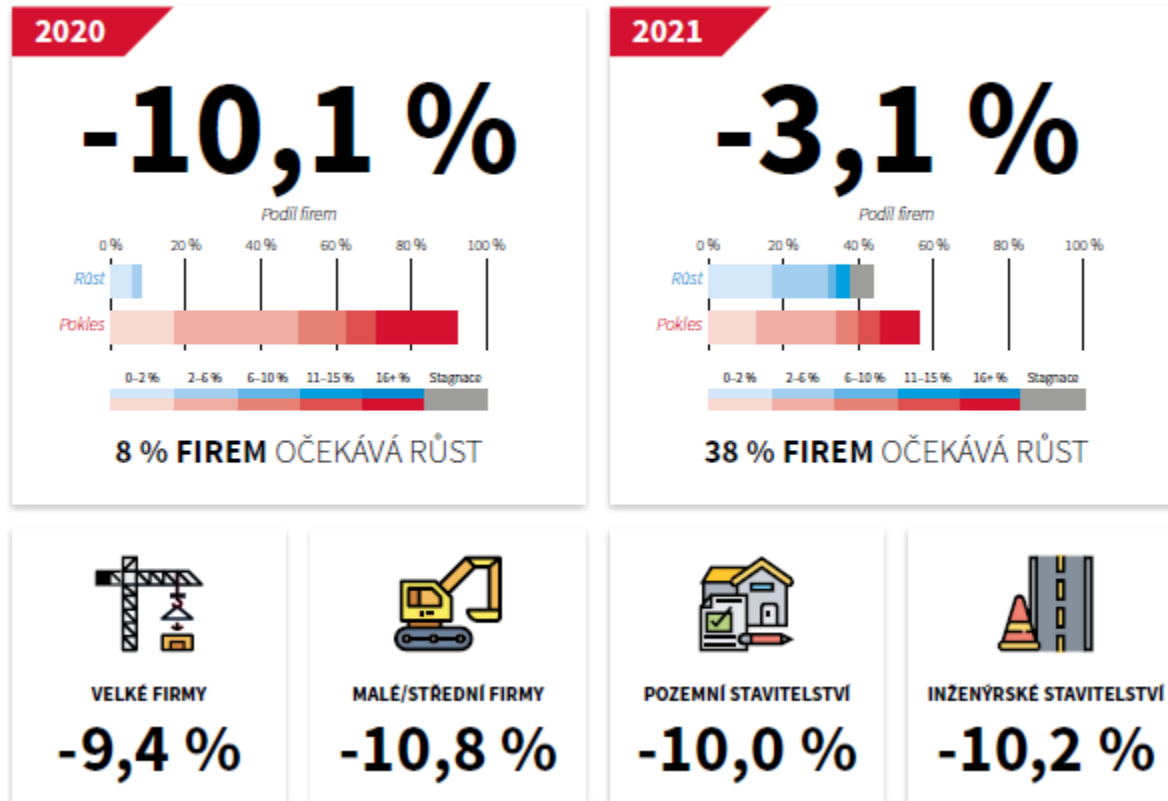 2020
-10,1 %
Podíl firem
0 % 20 % 40 % 60 % 80 % 100 %
Růst
Pokles
0–2 % 2–6 % 6–10 % 11–15 % 16+ % Stagnace
8 % FIREM OČEKÁVÁ RŮST
2021
-3,1 %
Podíl firem
0 % 20 % 40 % 60 % 80 % 100 %
Růst
Pokles
0–2 % 2–6 % 6–10 % 11–15 % 16+ % Stagnace
38 % FIREM OČEKÁVÁ RŮST
VELKÉ FIRMY
-9,4 %
MALÉ/STŘEDNÍ FIRMY
-10,8 %
POZEMNÍ STAVITELSTVÍ
-10,0 %
INŽENÝRSKÉ STAVITELSTVÍ
-10,2 %